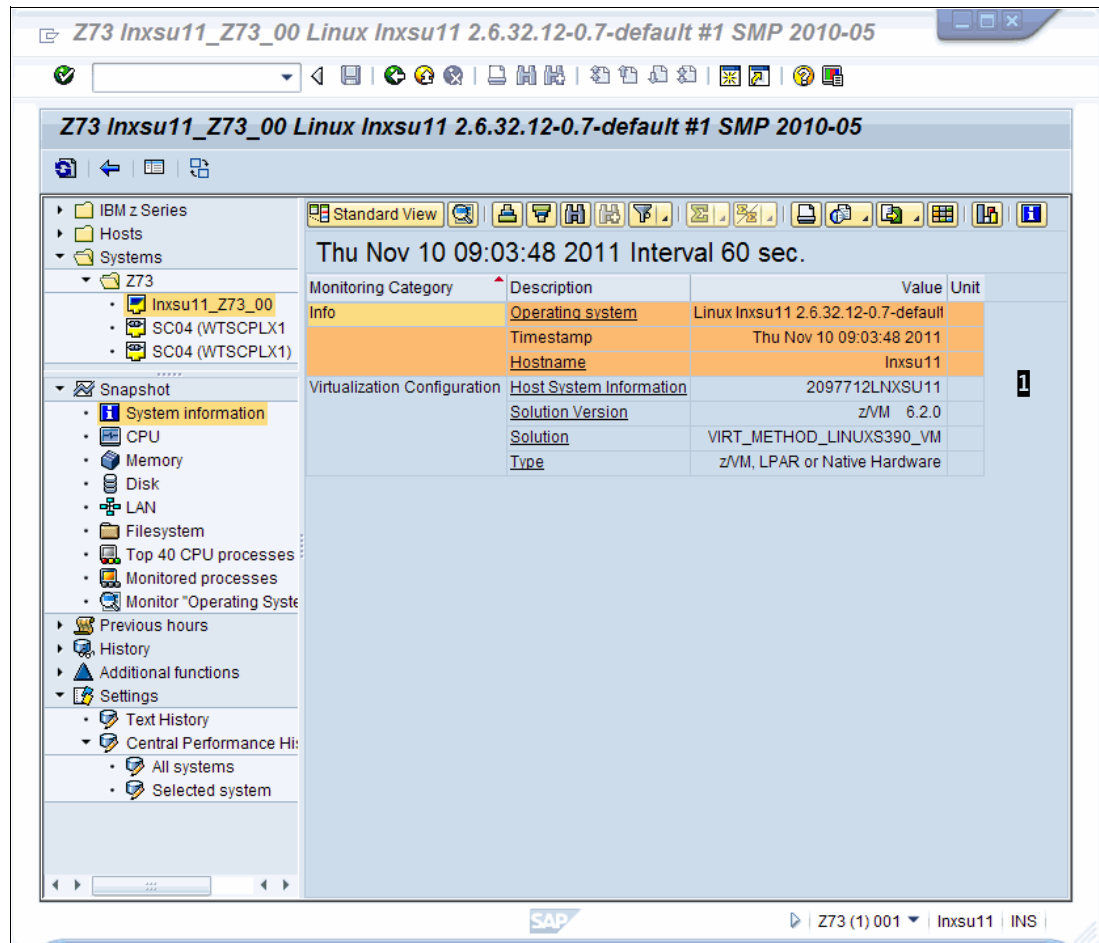 Z73 lnxsu11_Z73_00 Linux lnxsu11 2.6.32.12-0.7-default #1 SMP 2010-05
Z73 lnxsu11_Z73_00 Linux lnxsu11 2.6.32.12-0.7-default #1 SMP 2010-05
IBM z Series
Hosts
Systems
Z73
lnxsu11_Z73_00
SC04 (WTSCPLX1
SC04 (WTSCPLX1)
Snapshot
System information
CPU
Memory
Disk
LAN
Filesystem
Top 40 CPU processes
Monitored processes
Monitor "Operating Syste
Previous hours
History
Additional functions
Settings
Text History
Central Performance His
All systems
Selected system
Standard View
Thu Nov 10 09:03:48 2011 Interval 60 sec.
Monitoring Category Description Value Unit
Info Operating system Linux lnxsu11 2.6.32.12-0.7-default
Timestamp Thu Nov 10 09:03:48 2011
Hostname lnxsu11
Virtualization Configuration Host System Information 2097712LNXSU11
Solution Version z/VM 6.2.0
Solution VIRT_METHOD_LINUXS390_VM
Type z/VM, LPAR or Native Hardware
1
SAP
Z73 (1) 001 lnxsu11 INS